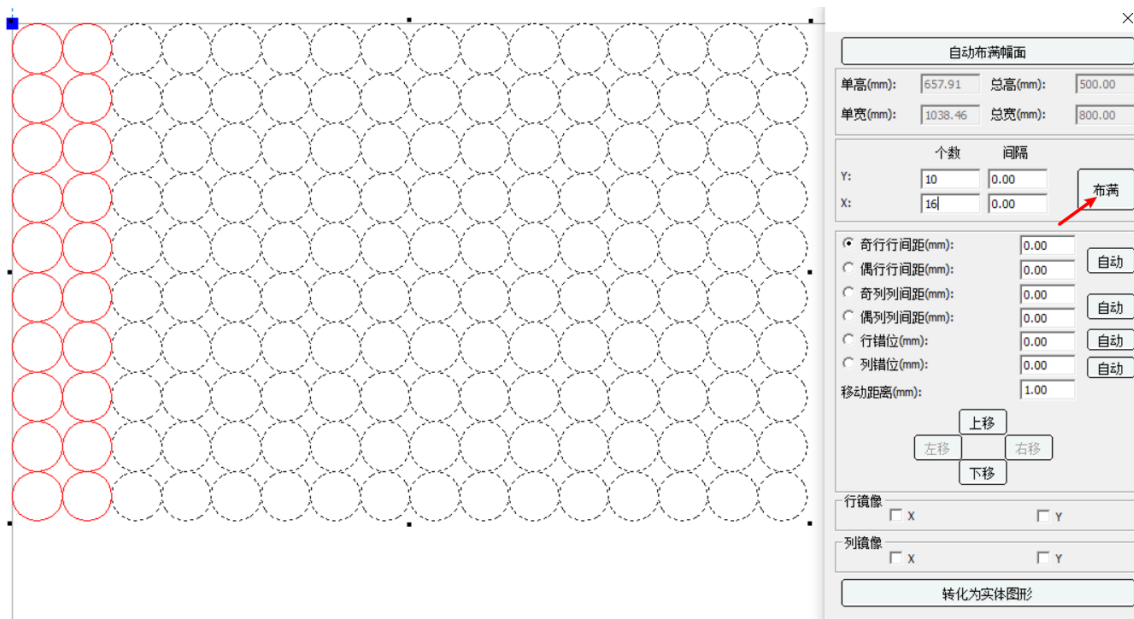 自动布满幅面
单高(mm): 657.91 总高(mm): 500.00
单宽(mm): 1038.46 总宽(mm): 800.00
个数 间隔
Y: 10 0.00
布满
X: 16 0.00
奇行行间距(mm): 0.00
自动
偶行行间距(mm): 0.00
奇列列间距(mm): 0.00
自动
偶列列间距(mm): 0.00
行错位(mm): 0.00 自动
列错位(mm): 0.00 自动
移动距离(mm): 1.00
上移
左移 右移
下移
行镜像
X Y
列镜像
X Y
转化为实体图形